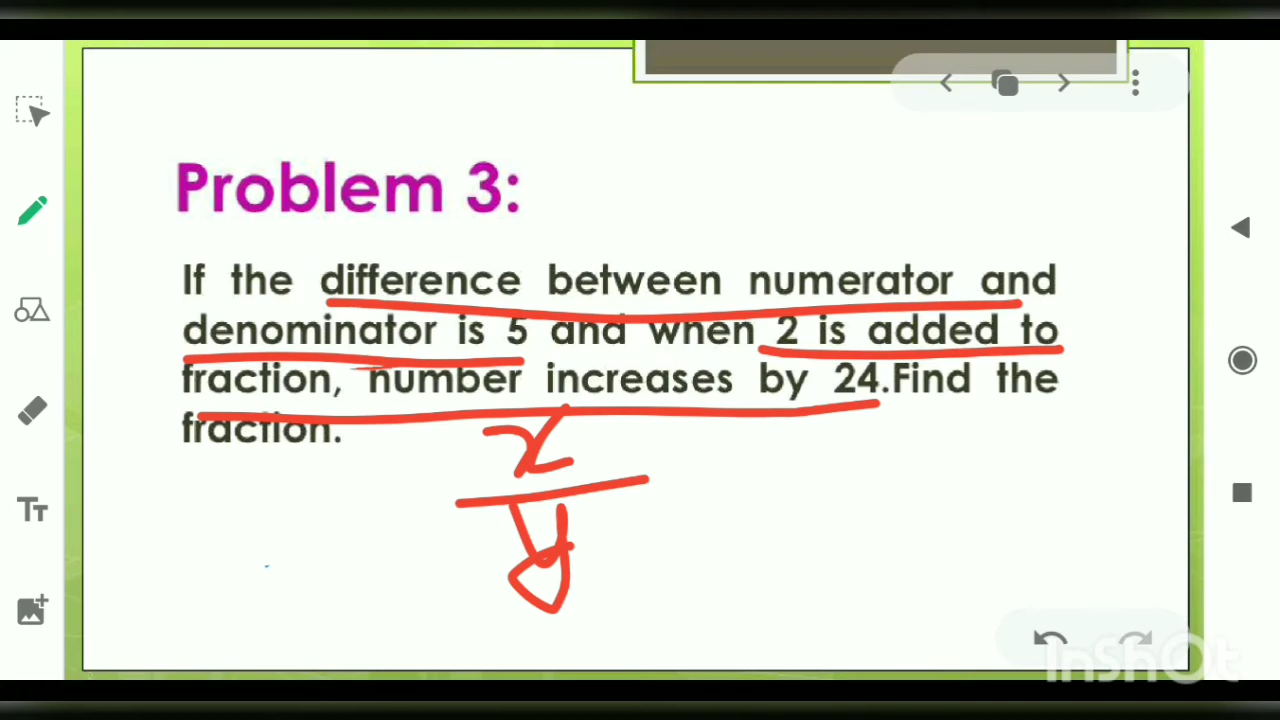 Problem 3:
If the difference between numerator and
denominator is 5 and when 2 is added to
fraction, number increases by 24.Find the
fraction.
x
y
TT
InShOt